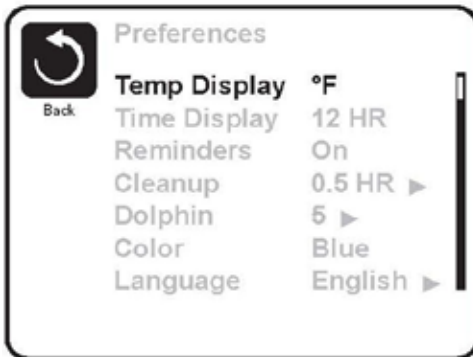 Preferences
Back
Temp Display °F
Time Display 12 HR
Reminders On
Cleanup 0.5 HR ▶
Dolphin 5 ▶
Color Blue
Language English ▶